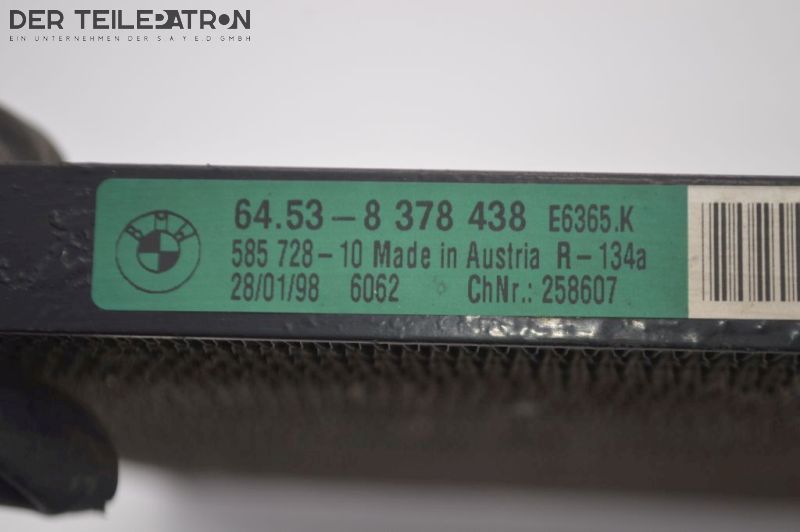 DER TEILEPATRON
EIN UNTERNEHMEN DER S A Y E.D GMBH
BMW
64.53-8 378 438 E6365.K
585 728-10 Made in Austria R-134a
28/01/98 6062 ChNr.: 258607